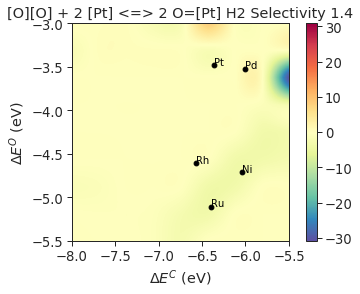 [O][O] + 2 [Pt] <=> 2 O=[Pt] H2 Selectivity 1.4
−3.0
−3.5
−4.0
−4.5
−5.0
−5.5
ΔE^O (eV)
Pt
Pd
Rh
Ni
Ru
−8.0 −7.5 −7.0 −6.5 −6.0 −5.5
ΔE^C (eV)
30
20
10
0
−10
−20
−30